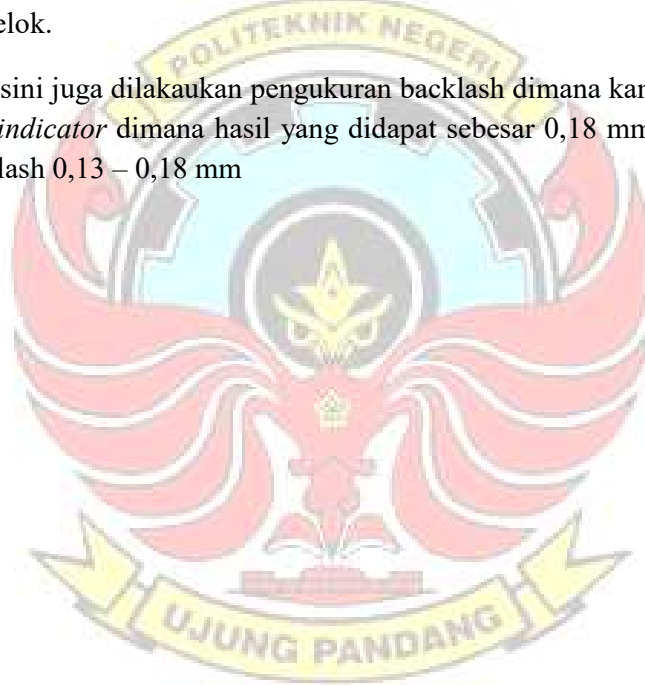 elok.
POLITEKNIK NEGERI
sini juga dilakaukan pengukuran backlash dimana kan
indicator dimana hasil yang didapat sebesar 0,18 mm
lash 0,13 – 0,18 mm
UJUNG PANDANG